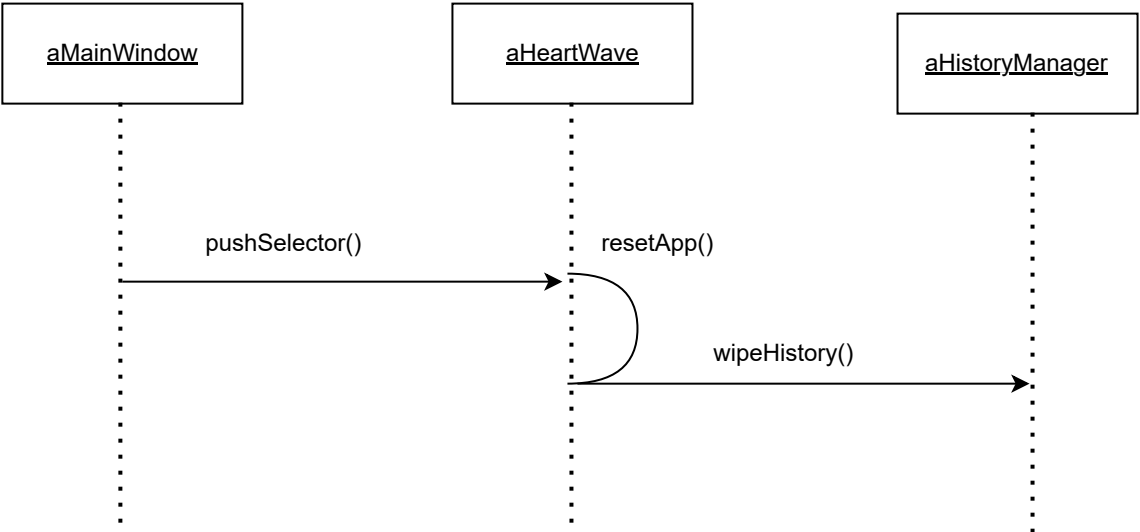 aMainWindow
aHeartWave
aHistoryManager
pushSelector()
resetApp()
wipeHistory()